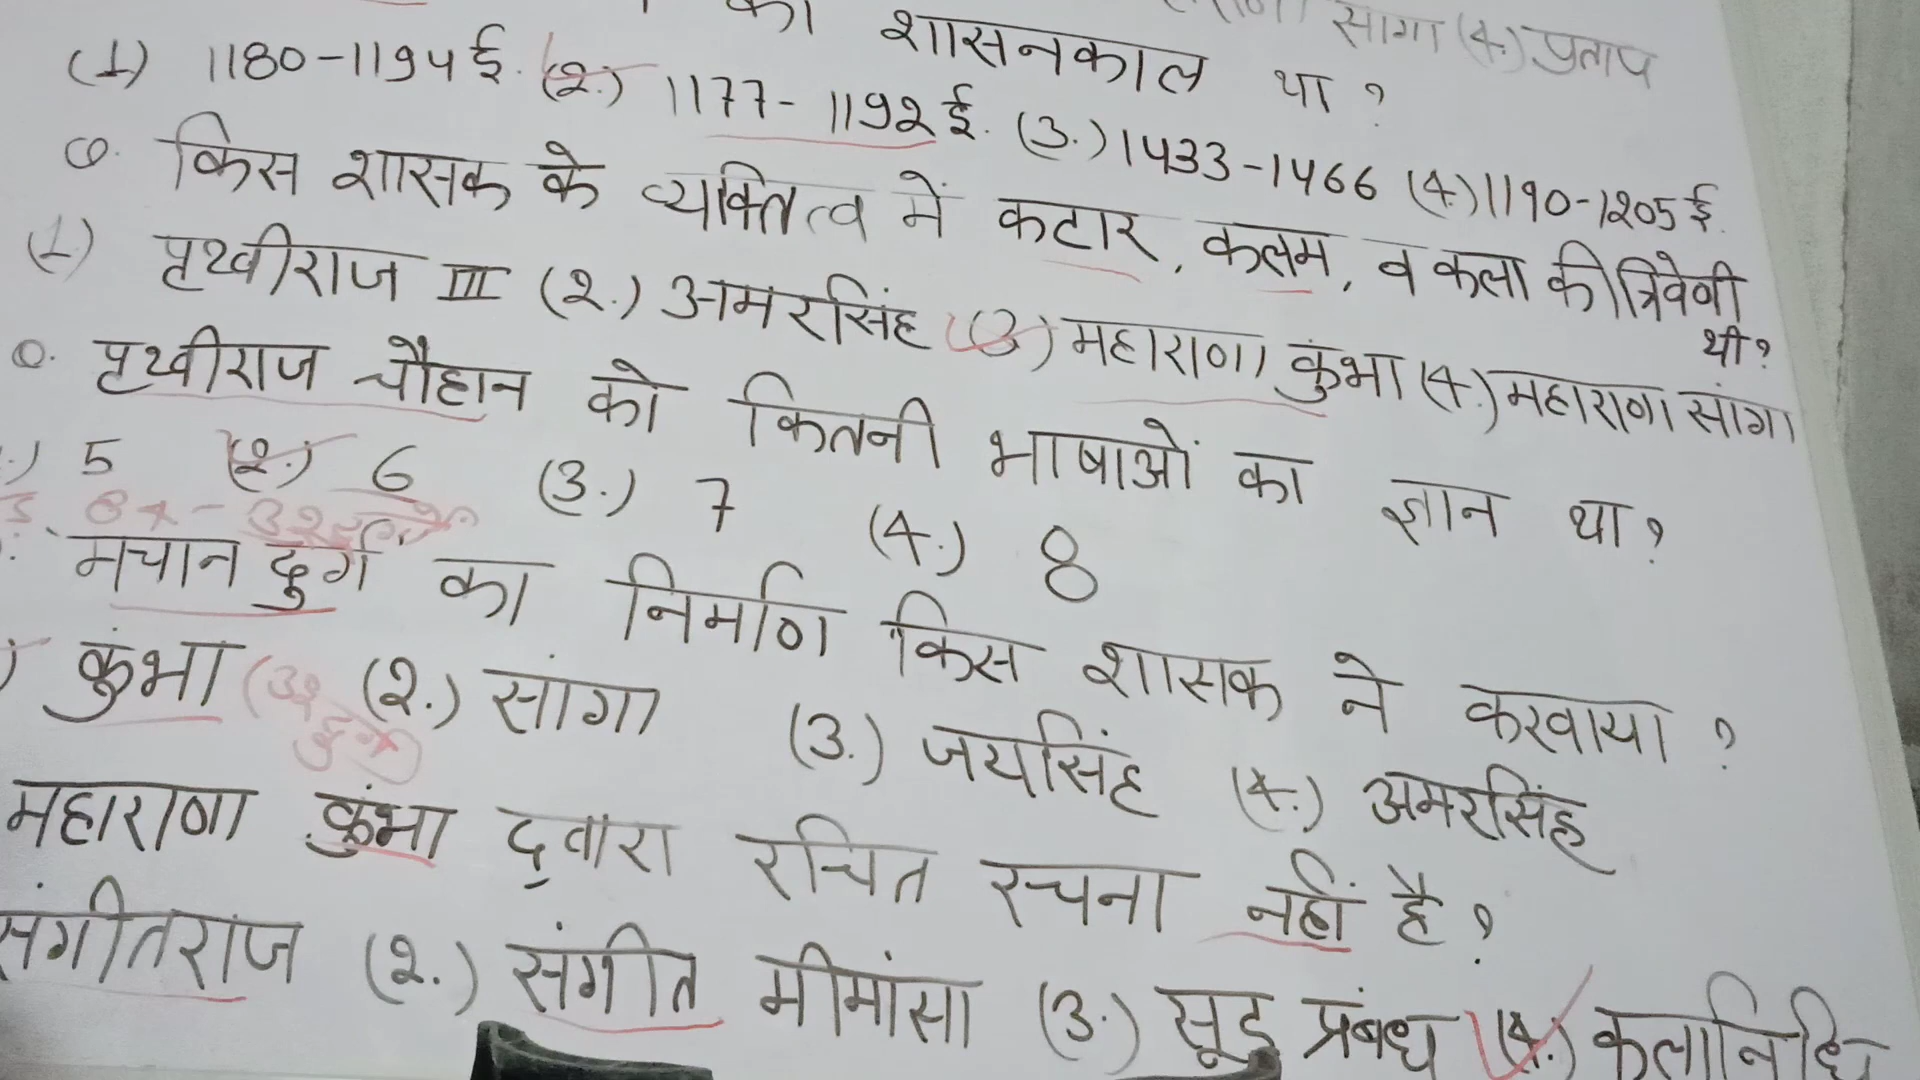 सागा (4.) प्रताप
का शासनकाल था ?
(1) 1180-1194 ई. (2.) 1177-1192 ई. (3.) 1433-1466 (4.) 1190-1205 ई.
किस शासक के व्यक्तित्व में कटार, कलम, व कला की त्रिवेणी थी?
(1) पृथ्वीराज III (2.) अमरसिंह (3) महाराणा कुंभा (4.) महाराणा सांगा
पृथ्वीराज चौहान को कितनी भाषाओं का ज्ञान था ?
5 (2.) 6 (3.) 7 (4.) 8
मचान दुर्ग का निर्माण किस शासक ने करवाया ?
कुंभा (2.) सांगा (3.) जयसिंह (4.) अमरसिंह
महाराणा कुंभा द्वारा रचित रचना नहीं है ?
संगीतराज (2.) संगीत मीमांसा (3.) सूड प्रबंध (4.) कलानिधि